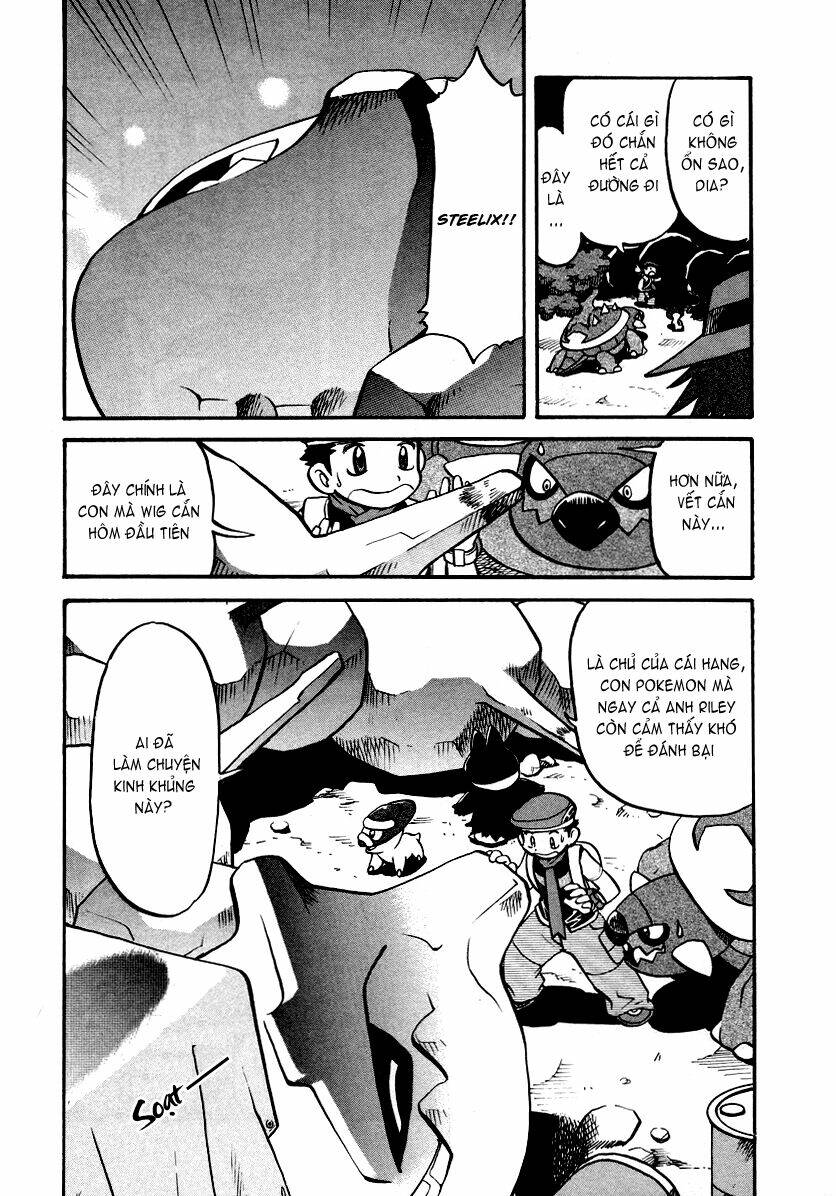 CÓ GÌ
KHÔNG
ỔN SAO,
DIA?
CÓ CÁI GÌ
ĐÓ CHẮN
HẾT CẢ
ĐƯỜNG ĐI
ĐÂY
LÀ
...
STEELIX!!
HƠN NỮA,
VẾT CẮN
NÀY...
ĐÂY CHÍNH LÀ
CON MÀ WIG CẮN
HÔM ĐẦU TIÊN
LÀ CHỦ CỦA CÁI HANG,
CON POKEMON MÀ
NGAY CẢ ANH RILEY
CÒN CẢM THẤY KHÓ
ĐỂ ĐÁNH BẠI
AI ĐÃ
LÀM CHUYỆN
KINH KHỦNG
NÀY?
Soạt